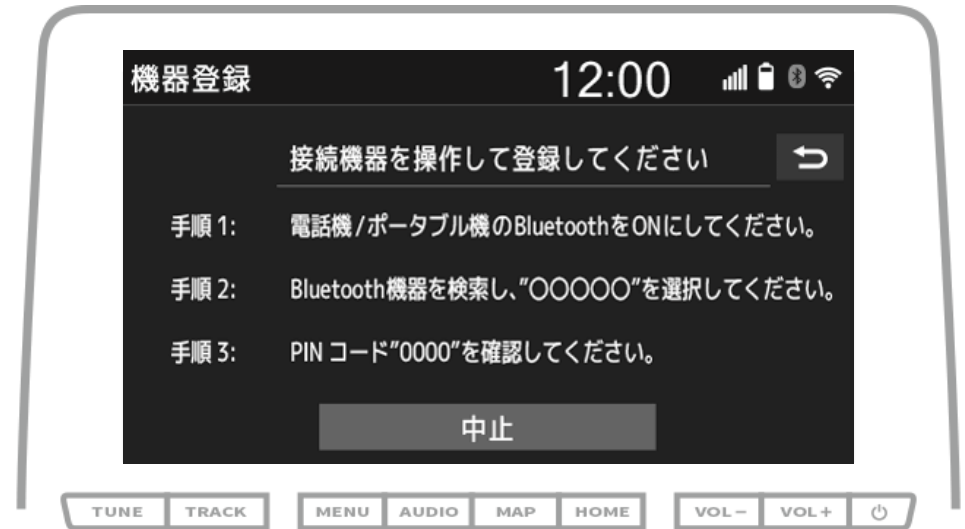 機器登録 12:00
接続機器を操作して登録してください
手順 1: 電話機/ポータブル機のBluetoothをONにしてください。
手順 2: Bluetooth機器を検索し、”○○○○○”を選択してください。
手順 3: PIN コード”0000”を確認してください。
中止
TUNE TRACK MENU AUDIO MAP HOME VOL− VOL+